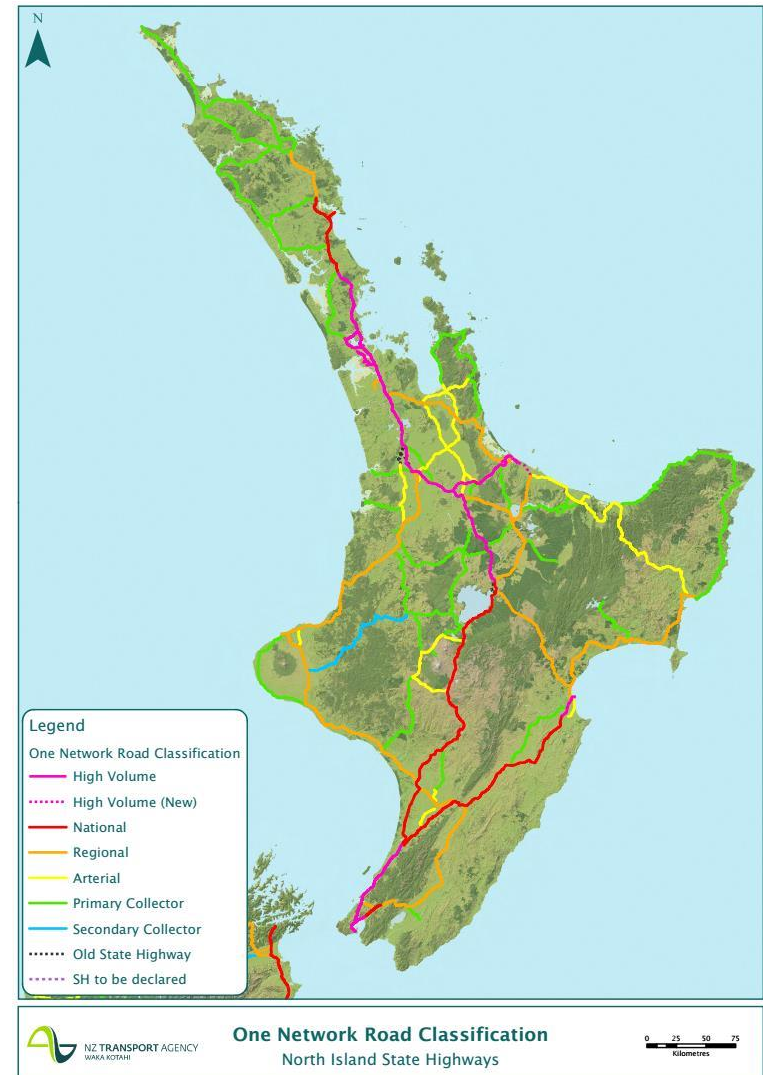 N
Legend
One Network Road Classification
High Volume
High Volume (New)
National
Regional
Arterial
Primary Collector
Secondary Collector
Old State Highway
SH to be declared
NZ TRANSPORT AGENCY
WAKA KOTAHI
One Network Road Classification
North Island State Highways
0 25 50 75
Kilometres